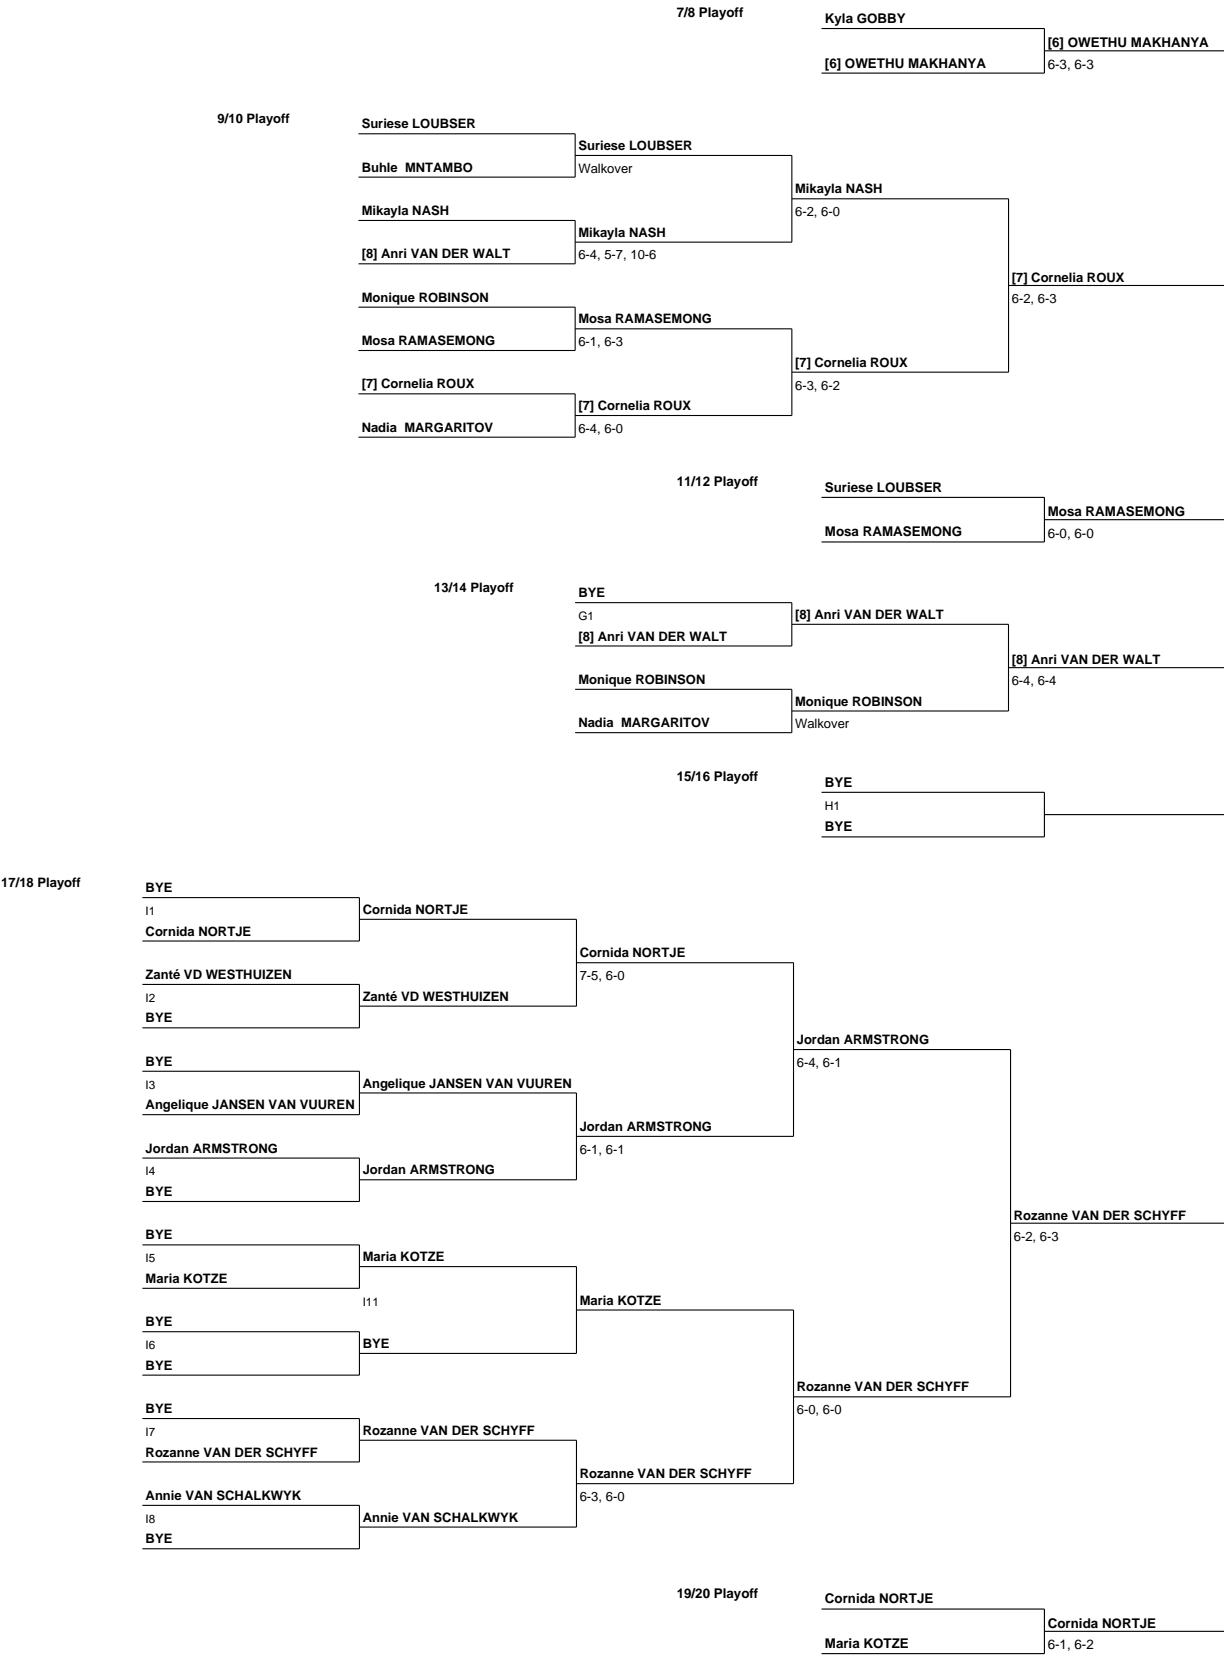 7/8 Playoff
Kyla GOBBY
[6] OWETHU MAKHANYA
[6] OWETHU MAKHANYA
6-3, 6-3
9/10 Playoff
Suriese LOUBSER
Suriese LOUBSER
Buhle MNTAMBO
Walkover
Mikayla NASH
Mikayla NASH
6-2, 6-0
Mikayla NASH
[8] Anri VAN DER WALT
6-4, 5-7, 10-6
[7] Cornelia ROUX
Monique ROBINSON
6-2, 6-3
Mosa RAMASEMONG
Mosa RAMASEMONG
6-1, 6-3
[7] Cornelia ROUX
[7] Cornelia ROUX
6-3, 6-2
[7] Cornelia ROUX
Nadia MARGARITOV
6-4, 6-0
11/12 Playoff
Suriese LOUBSER
Mosa RAMASEMONG
Mosa RAMASEMONG
6-0, 6-0
13/14 Playoff
BYE
G1
[8] Anri VAN DER WALT
[8] Anri VAN DER WALT
[8] Anri VAN DER WALT
Monique ROBINSON
6-4, 6-4
Monique ROBINSON
Nadia MARGARITOV
Walkover
15/16 Playoff
BYE
H1
BYE
17/18 Playoff
BYE
I1
Cornida NORTJE
Cornida NORTJE
Cornida NORTJE
Zanté VD WESTHUIZEN
7-5, 6-0
I2
Zanté VD WESTHUIZEN
BYE
Jordan ARMSTRONG
BYE
6-4, 6-1
I3
Angelique JANSEN VAN VUUREN
Angelique JANSEN VAN VUUREN
Jordan ARMSTRONG
Jordan ARMSTRONG
6-1, 6-1
I4
Jordan ARMSTRONG
BYE
Rozanne VAN DER SCHYFF
BYE
6-2, 6-3
I5
Maria KOTZE
Maria KOTZE
I11
Maria KOTZE
BYE
I6
BYE
BYE
Rozanne VAN DER SCHYFF
BYE
6-0, 6-0
I7
Rozanne VAN DER SCHYFF
Rozanne VAN DER SCHYFF
Rozanne VAN DER SCHYFF
Annie VAN SCHALKWYK
6-3, 6-0
I8
Annie VAN SCHALKWYK
BYE
19/20 Playoff
Cornida NORTJE
Cornida NORTJE
Maria KOTZE
6-1, 6-2